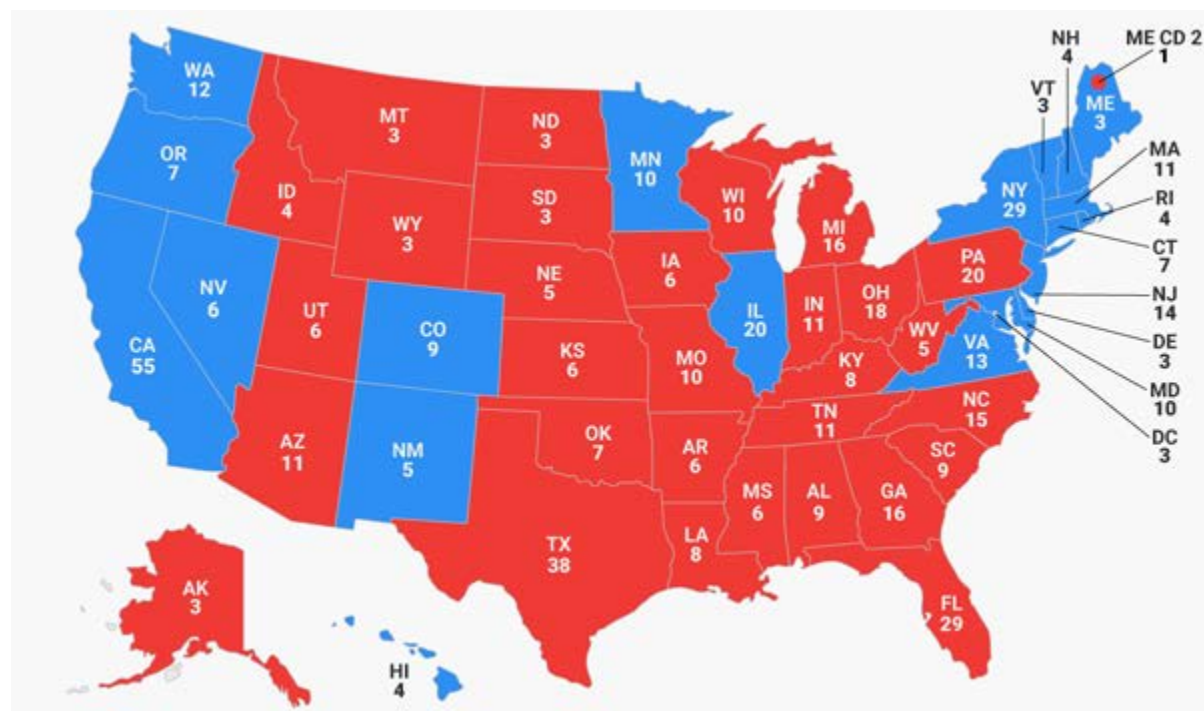 NH
4
ME CD 2
1
VT
3
WA
12
MT
3
ND
3
ME
3
OR
7
MN
10
MA
11
ID
4
SD
3
WI
10
NY
29
RI
4
WY
3
MI
16
CT
7
IA
6
PA
20
NE
5
NV
6
UT
6
IL
20
IN
11
OH
18
NJ
14
CO
9
WV
5
VA
13
DE
3
CA
55
KS
6
MO
10
KY
8
MD
10
NC
15
TN
11
DC
3
AZ
11
NM
5
OK
7
AR
6
SC
9
MS
6
AL
9
GA
16
LA
8
TX
38
AK
3
FL
29
HI
4